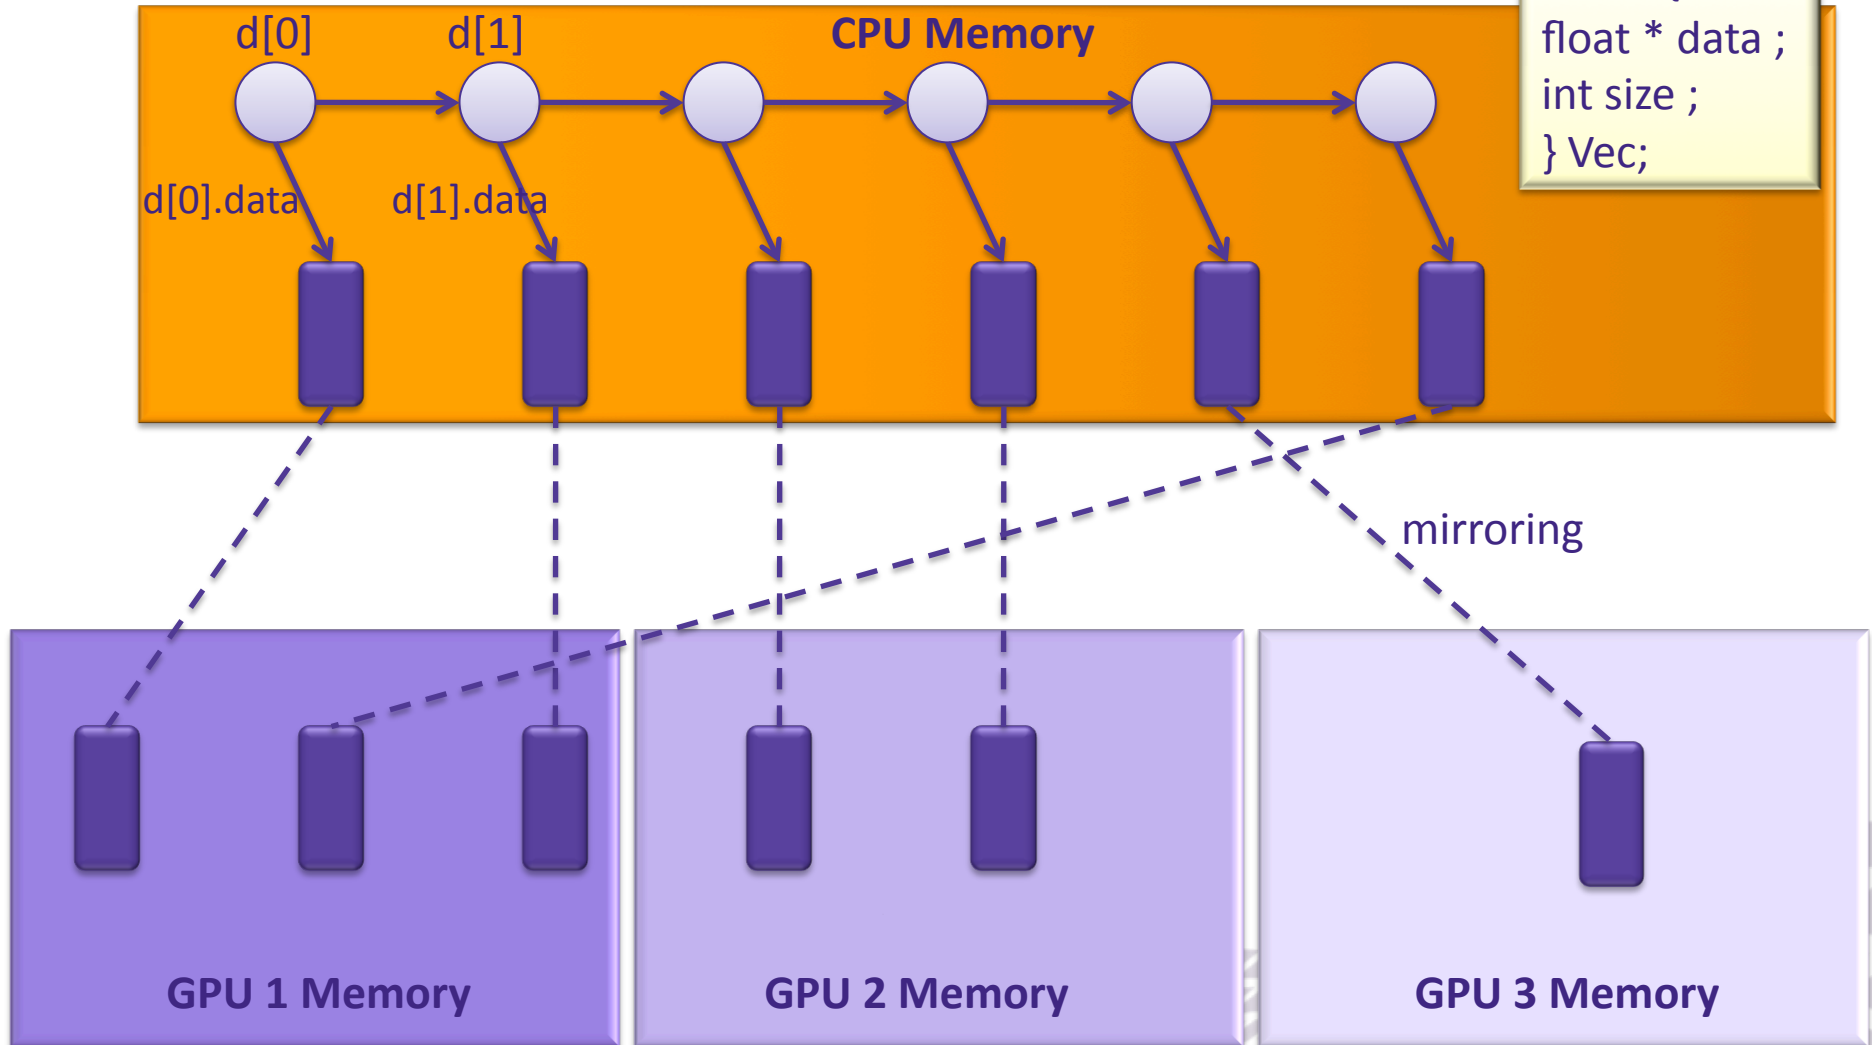 d[0]
d[1]
CPU Memory
float * data ;
int size ;
} Vec;
d[0].data
d[1].data
mirroring
GPU 1 Memory
GPU 2 Memory
GPU 3 Memory